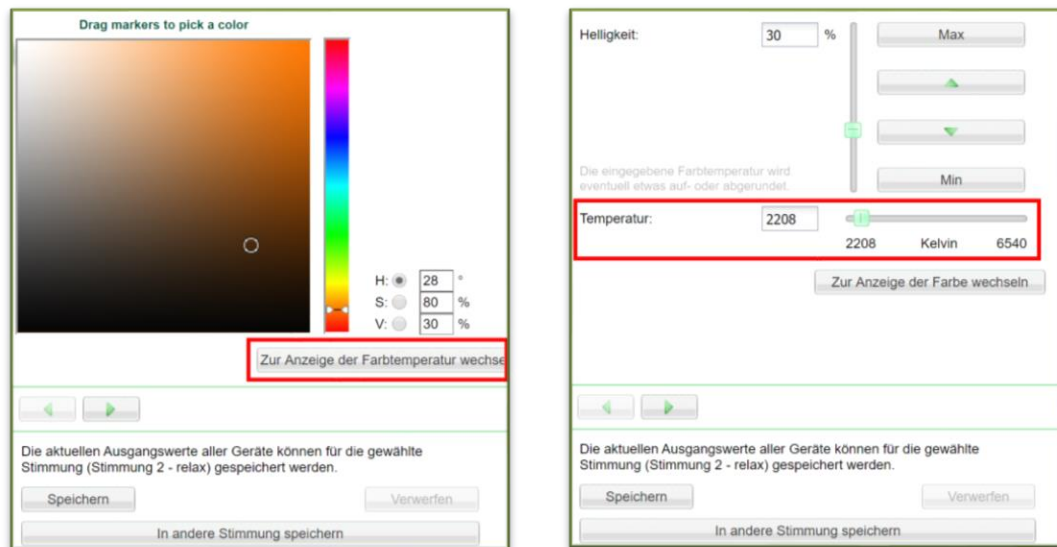 Drag markers to pick a color
H: 28 °
S: 80 %
V: 30 %
Zur Anzeige der Farbtemperatur wechse
Die aktuellen Ausgangswerte aller Geräte können für die gewählte
Stimmung (Stimmung 2 - relax) gespeichert werden.
Speichern Verwerfen
In andere Stimmung speichern
Helligkeit: 30 % Max
Die eingegebene Farbtemperatur wird
eventuell etwas auf- oder abgerundet.
Min
Temperatur: 2208
2208 Kelvin 6540
Zur Anzeige der Farbe wechseln
Die aktuellen Ausgangswerte aller Geräte können für die gewählte
Stimmung (Stimmung 2 - relax) gespeichert werden.
Speichern Verwerfen
In andere Stimmung speichern